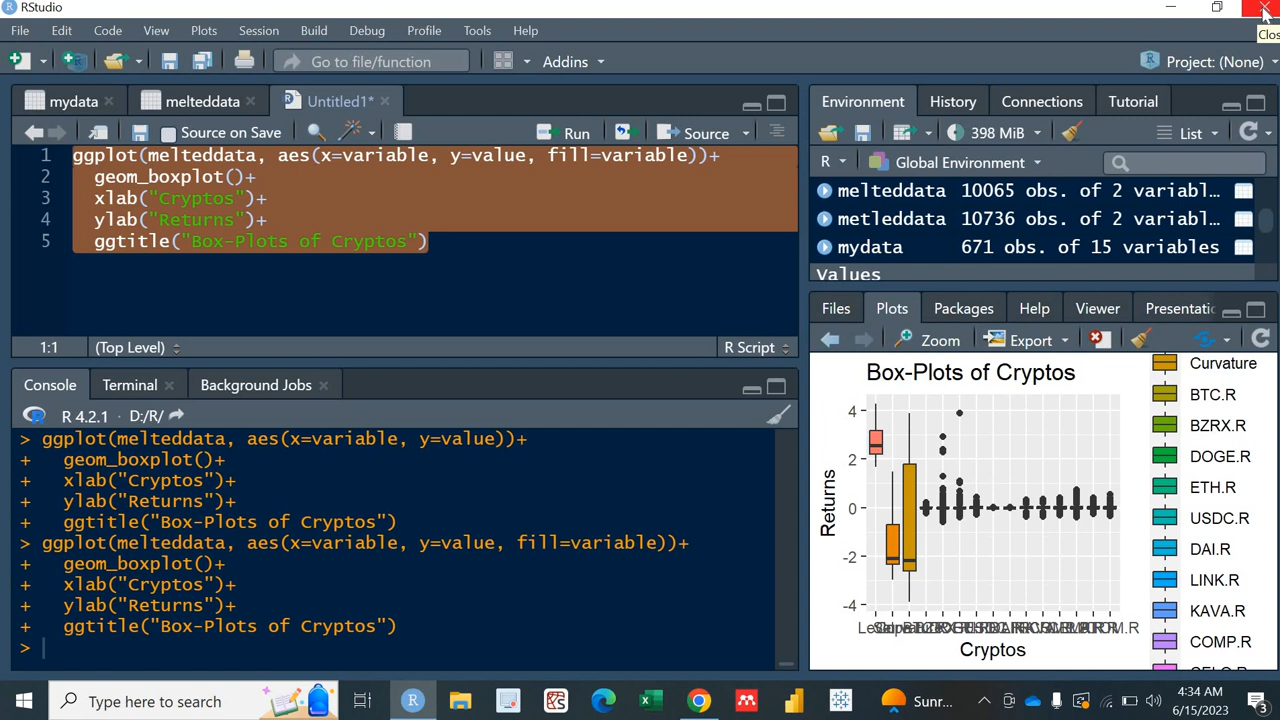 RStudio
Clos
File Edit Code View Plots Session Build Debug Profile Tools Help
Go to file/function Addins Project: (None)
mydata melteddata Untitled1*
Source on Save Run Source
1 ggplot(melteddata, aes(x=variable, y=value, fill=variable))+
2 geom_boxplot()+
3 xlab("Cryptos")+
4 ylab("Returns")+
5 ggtitle("Box-Plots of Cryptos")
1:1 (Top Level) R Script
Console Terminal Background Jobs
R 4.2.1 · D:/R/
> ggplot(melteddata, aes(x=variable, y=value))+
+ geom_boxplot()+
+ xlab("Cryptos")+
+ ylab("Returns")+
+ ggtitle("Box-Plots of Cryptos")
> ggplot(melteddata, aes(x=variable, y=value, fill=variable))+
+ geom_boxplot()+
+ xlab("Cryptos")+
+ ylab("Returns")+
+ ggtitle("Box-Plots of Cryptos")
>
Environment History Connections Tutorial
398 MiB List
R Global Environment
melteddata 10065 obs. of 2 variabl…
metleddata 10736 obs. of 2 variabl…
mydata 671 obs. of 15 variables
Values
Files Plots Packages Help Viewer Presentatio
Zoom Export
Box-Plots of Cryptos
4
2
0
-2
-4
Returns
Cryptos
Curvature
BTC.R
BZRX.R
DOGE.R
ETH.R
USDC.R
DAI.R
LINK.R
KAVA.R
COMP.R
CELO.R
Type here to search
Sunr...
4:34 AM
6/15/2023
3